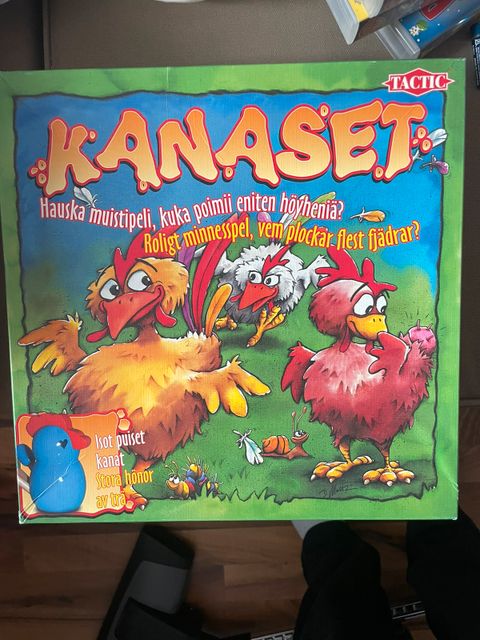 TACTIC
KANASET
Hauska muistipeli, kuka poimii eniten höyheniä?
Roligt minnesspel, vem plockar flest fjädrar?
Isot puiset
kanat
Stora hönor
av trä